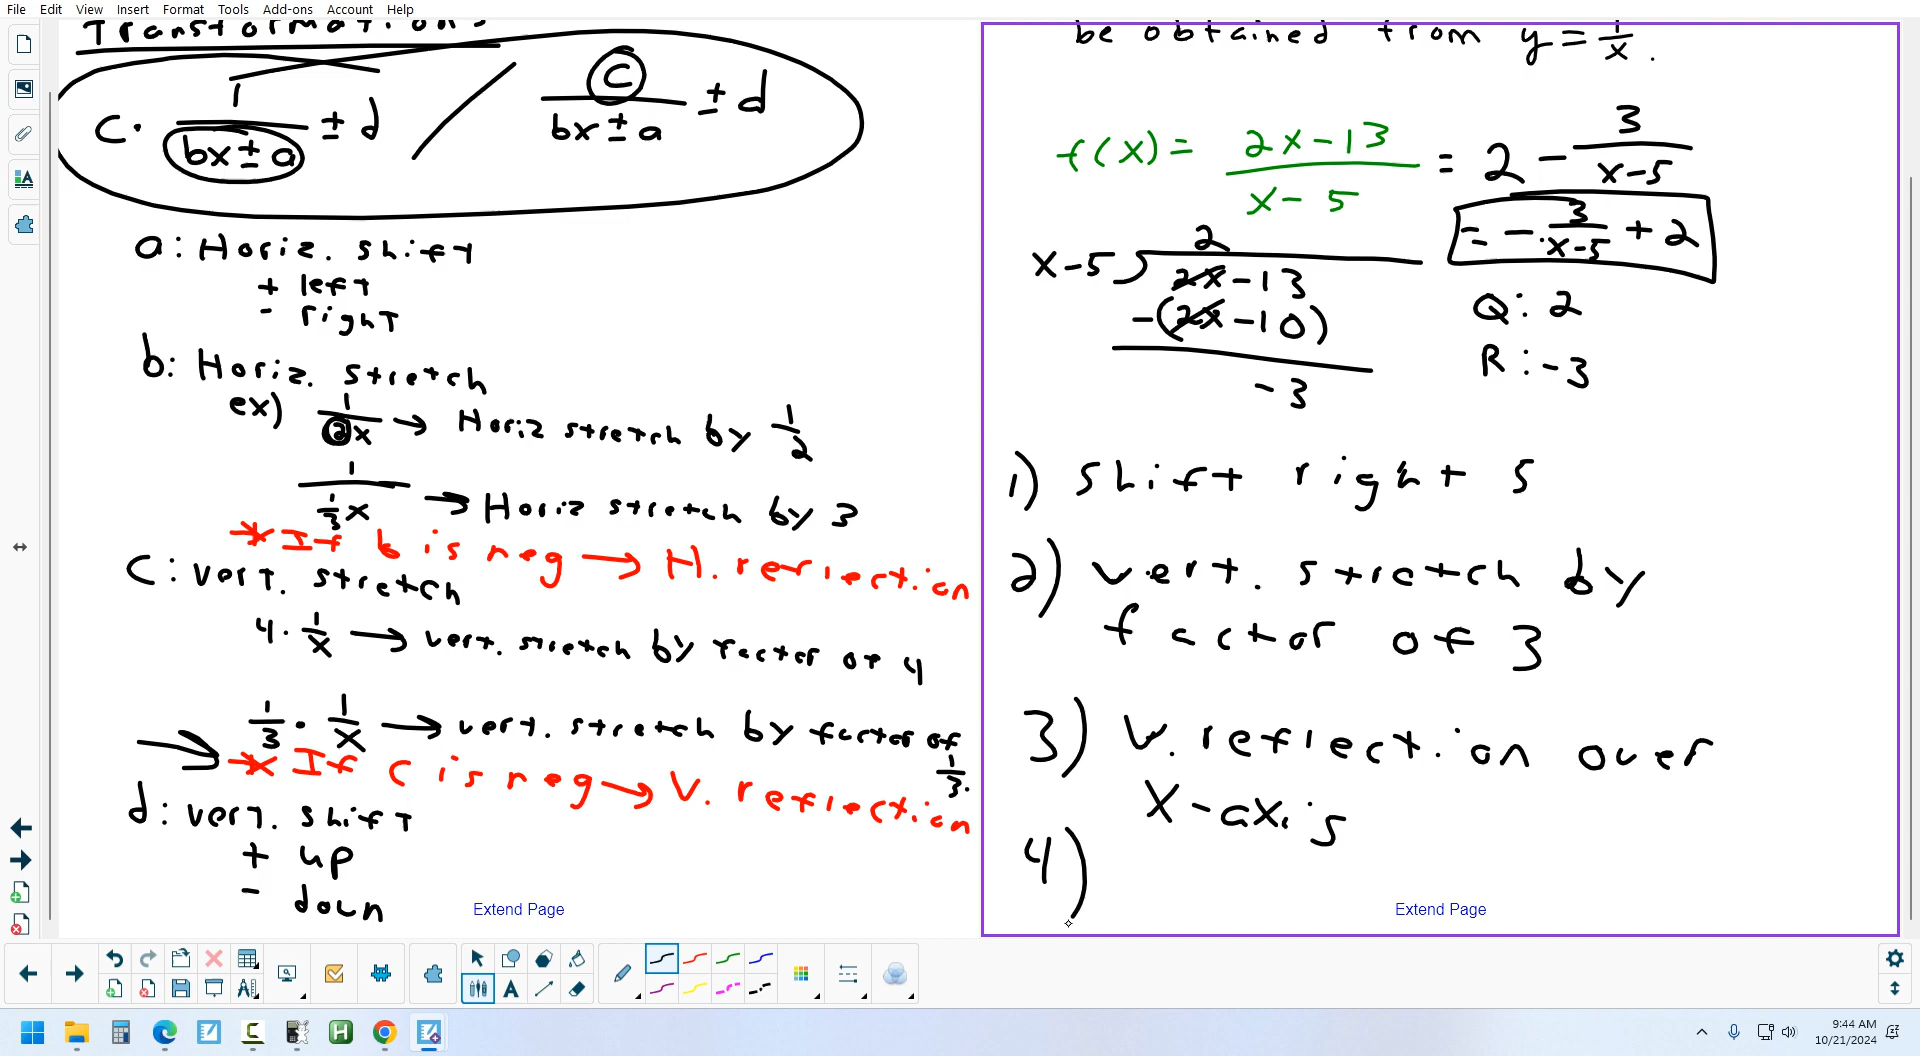 File Edit View Insert Format Tools Add-ons Account Help
Transformations
c · 1/(bx ± a) ± d / c/(bx ± a) ± d
a: Horiz. shift
+ left
- right
b: Horiz. stretch
ex) 1/(2x) → Horiz stretch by 1/2
1/(1/3 x) → Horiz stretch by 3
* If b is neg → H. reflection
c: vert. stretch
4 · 1/x → vert. stretch by factor of 4
1/3 · 1/x → vert. stretch by factor of 1/3.
→ * If c is neg → V. reflection
d: vert. shift
+ up
- down
Extend Page
be obtained from y = 1/x.
f(x) = (2x-13)/(x-5) = 2 - 3/(x-5)
= - 3/(x-5) + 2
2
x-5 ) 2x-13
-(2x-10)
-3
Q: 2
R: -3
1) shift right 5
2) vert. stretch by
factor of 3
3) V. reflection over
x-axis
4)
Extend Page
A
9:44 AM
10/21/2024